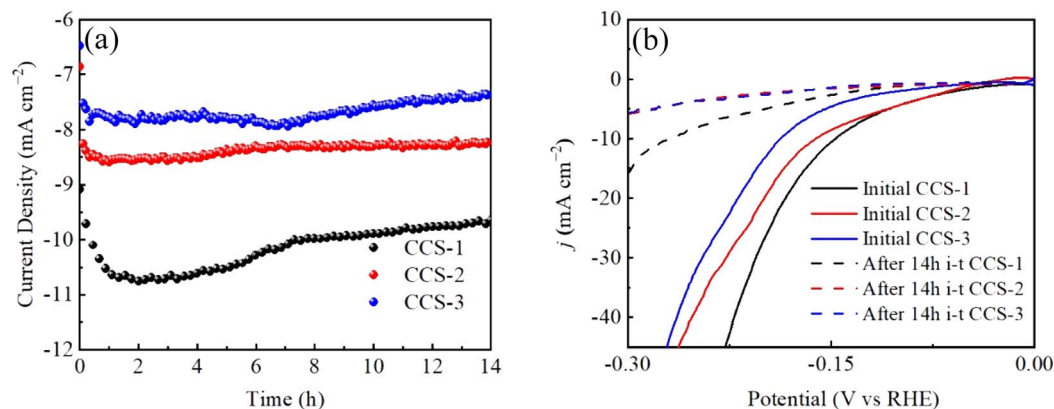 (a)
-6
-7
-8
-9
-10
-11
-12
0
2
4
6
8
10
12
14
Current Density (mA cm⁻²)
Time (h)
CCS-1
CCS-2
CCS-3
(b)
10
0
-10
-20
-30
-40
-0.30
-0.15
0.00
j (mA cm⁻²)
Potential (V vs RHE)
Initial CCS-1
Initial CCS-2
Initial CCS-3
After 14h i-t CCS-1
After 14h i-t CCS-2
After 14h i-t CCS-3